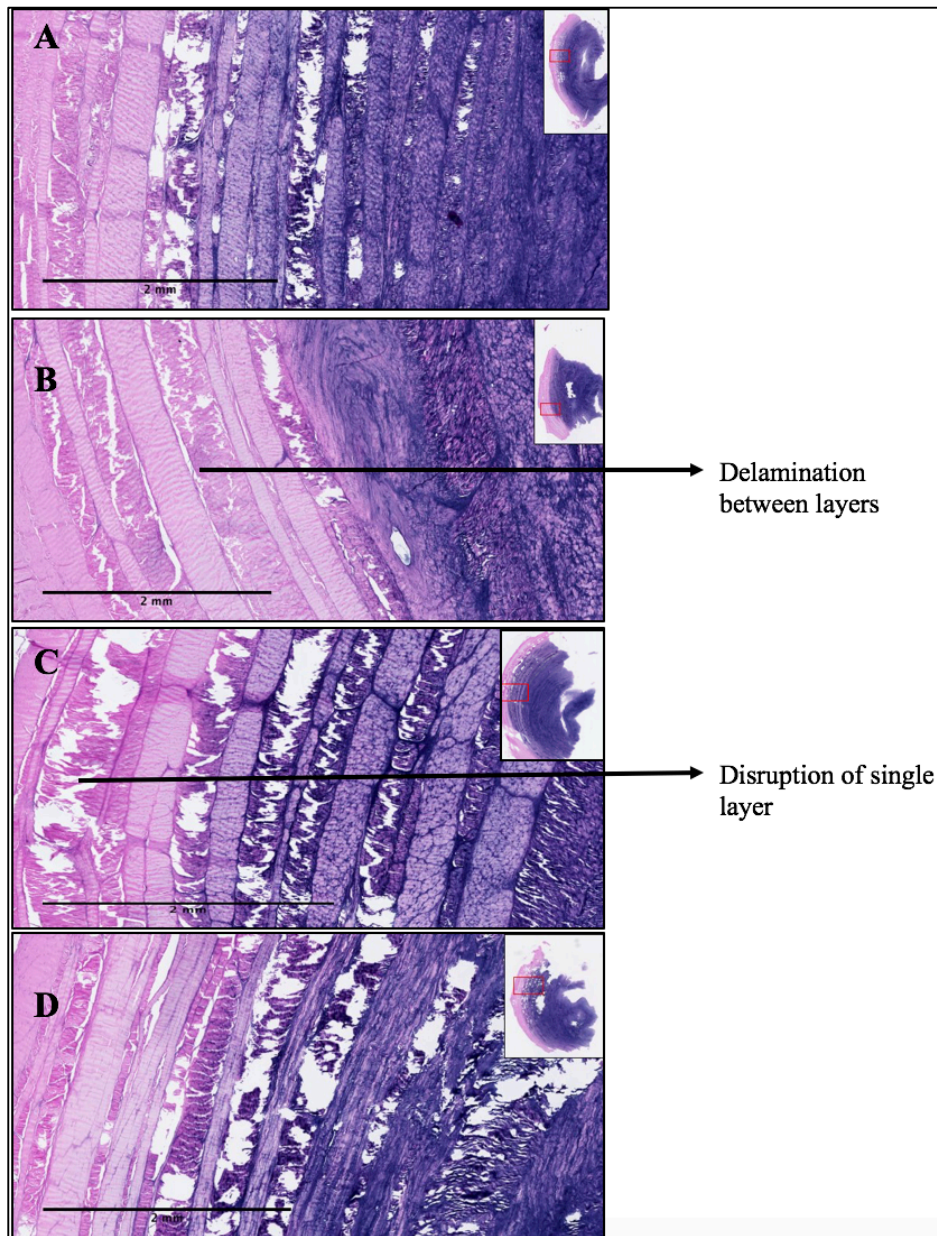 A
2 mm
B
Delamination
between layers
2 mm
C
Disruption of single
layer
2 mm
D
2 mm